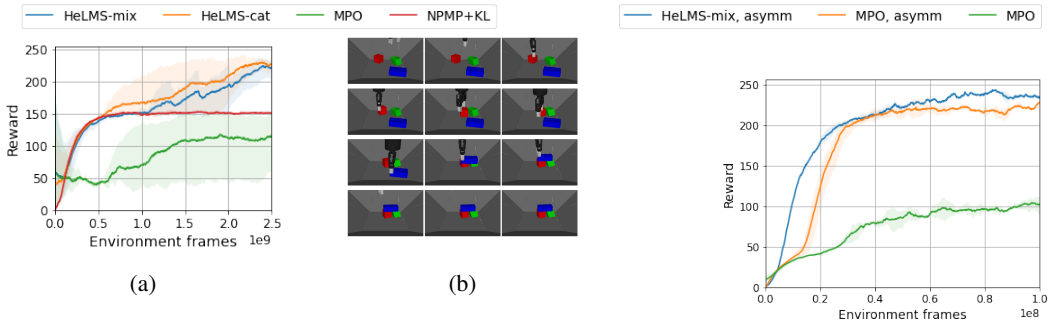 HeLMS-mix HeLMS-cat MPO NPMP+KL
250
200
150
100
50
0
Reward
0.0 0.5 1.0 1.5 2.0 2.5
1e9
Environment frames
(a)
(b)
HeLMS-mix, asymm MPO, asymm MPO
250
200
150
100
50
0
Reward
0.0 0.2 0.4 0.6 0.8 1.0
1e8
Environment frames